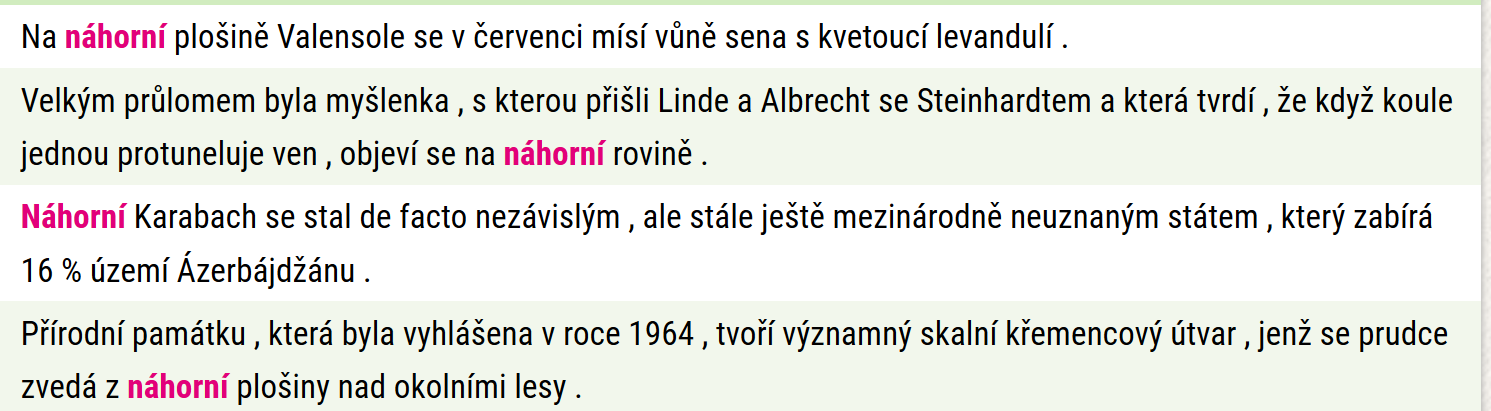 Na náhorní plošině Valensole se v červenci mísí vůně sena s kvetoucí levandulí .
Velkým průlomem byla myšlenka , s kterou přišli Linde a Albrecht se Steinhardtem a která tvrdí , že když koule
jednou protuneluje ven , objeví se na náhorní rovině .
Náhorní Karabach se stal de facto nezávislým , ale stále ještě mezinárodně neuznaným státem , který zabírá
16 % území Ázerbájdžánu .
Přírodní památku , která byla vyhlášena v roce 1964 , tvoří významný skalní křemencový útvar , jenž se prudce
zvedá z náhorní plošiny nad okolními lesy .